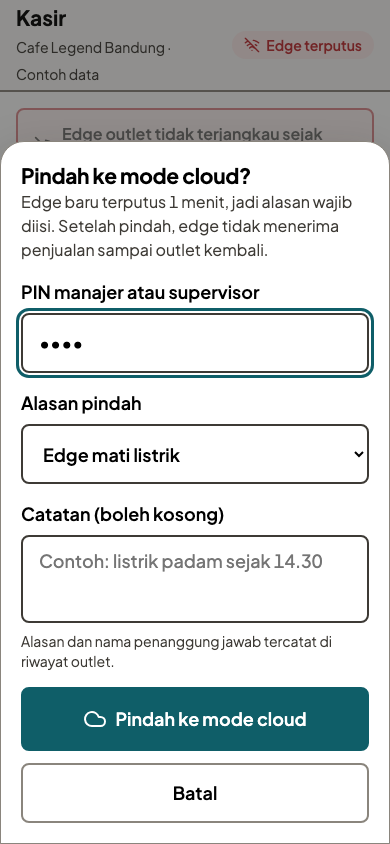 Kasir
Cafe Legend Bandung ·
Contoh data
Edge terputus
Edge outlet tidak terjangkau sejak
Pindah ke mode cloud?
Edge baru terputus 1 menit, jadi alasan wajib
diisi. Setelah pindah, edge tidak menerima
penjualan sampai outlet kembali.
PIN manajer atau supervisor
••••
Alasan pindah
Edge mati listrik
Catatan (boleh kosong)
Contoh: listrik padam sejak 14.30
Alasan dan nama penanggung jawab tercatat di
riwayat outlet.
Pindah ke mode cloud
Batal